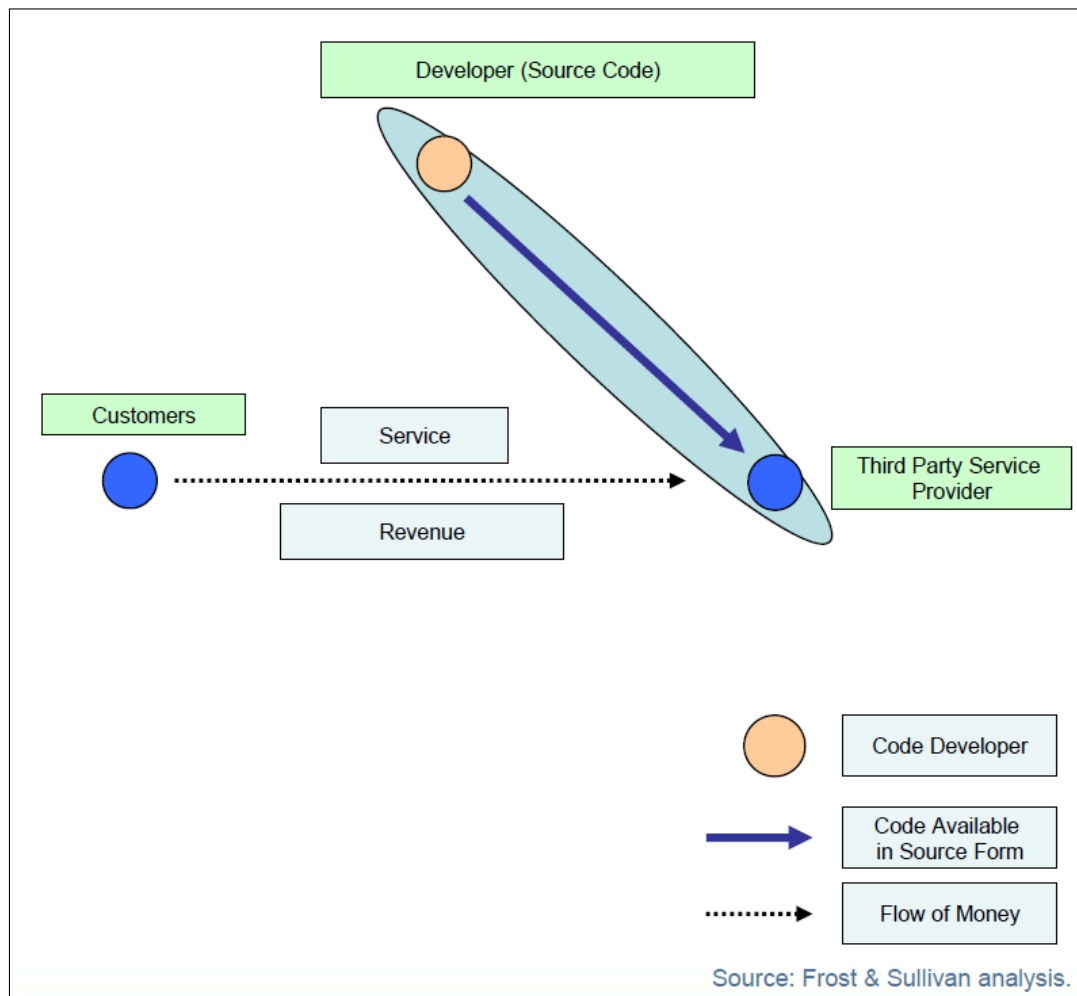 Developer (Source Code)
Customers
Service
Third Party Service
Provider
Revenue
Code Developer
Code Available
in Source Form
Flow of Money
Source: Frost & Sullivan analysis.